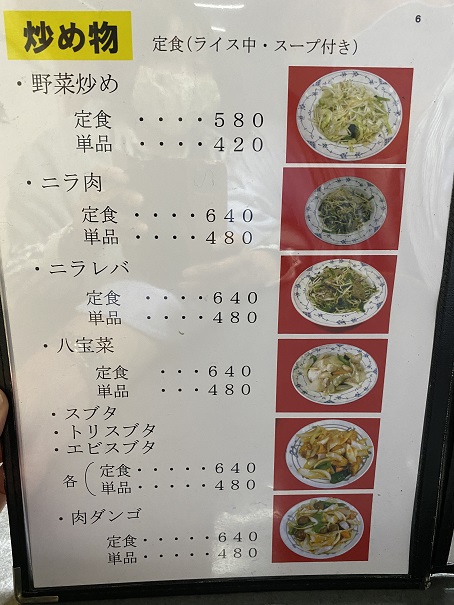 6
炒め物 定食(ライス中・スープ付き)
・野菜炒め
定食 ・・・・580
単品 ・・・・420
・ニラ肉
定食 ・・・・640
単品 ・・・・480
・ニラレバ
定食 ・・・・640
単品 ・・・・480
・八宝菜
定食 ・・・・640
単品 ・・・・480
・スブタ
・トリスブタ
・エビスブタ
各(定食・・・・・640
単品・・・・・480
・肉ダンゴ
定食・・・・・640
単品・・・・・480